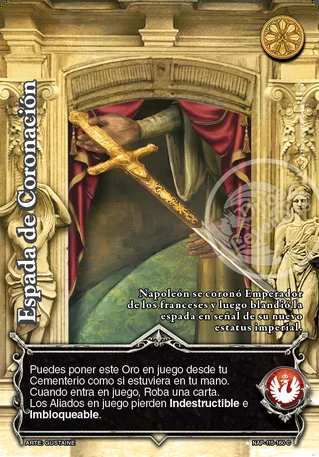 Espada de Coronación
Napoleón se coronó Emperador
de los franceses y luego blandió la
espada en señal de su nuevo
estatus imperial.
Puedes poner este Oro en juego desde tu
Cementerio como si estuviera en tu mano.
Cuando entra en juego, Roba una carta.
Los Aliados en juego pierden Indestructible e
Imbloqueable.
ARTE: GUSTAINE